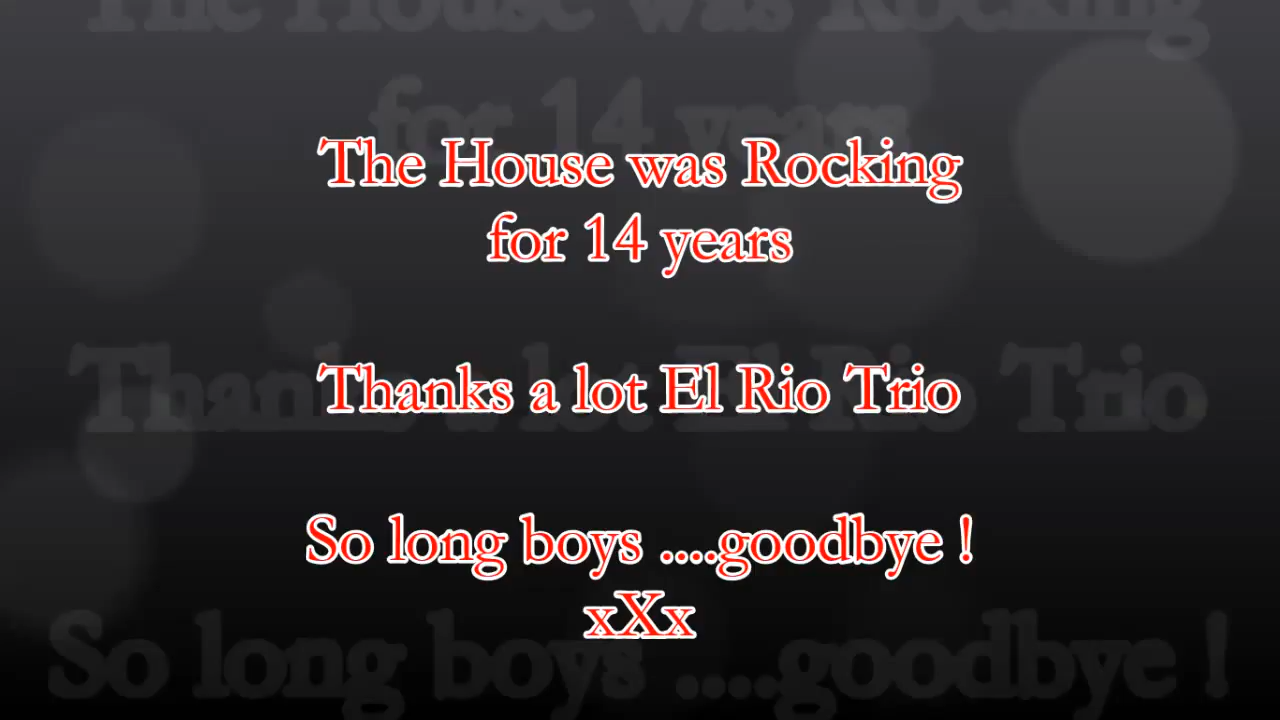 The House was Rocking
for 14 years
Thanks a lot El Rio Trio
So long boys ....goodbye !
xXx